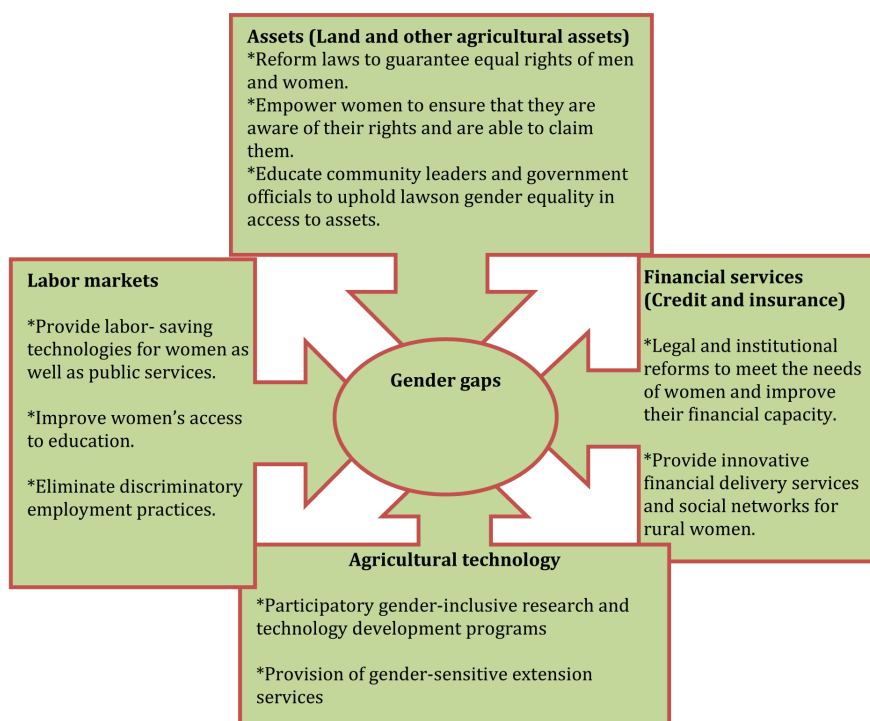 Assets (Land and other agricultural assets)
*Reform laws to guarantee equal rights of men
and women.
*Empower women to ensure that they are
aware of their rights and are able to claim
them.
*Educate community leaders and government
officials to uphold lawson gender equality in
access to assets.
Labor markets
*Provide labor- saving
technologies for women as
well as public services.
*Improve women’s access
to education.
*Eliminate discriminatory
employment practices.
Gender gaps
Financial services
(Credit and insurance)
*Legal and institutional
reforms to meet the needs
of women and improve
their financial capacity.
*Provide innovative
financial delivery services
and social networks for
rural women.
Agricultural technology
*Participatory gender-inclusive research and
technology development programs
*Provision of gender-sensitive extension
services